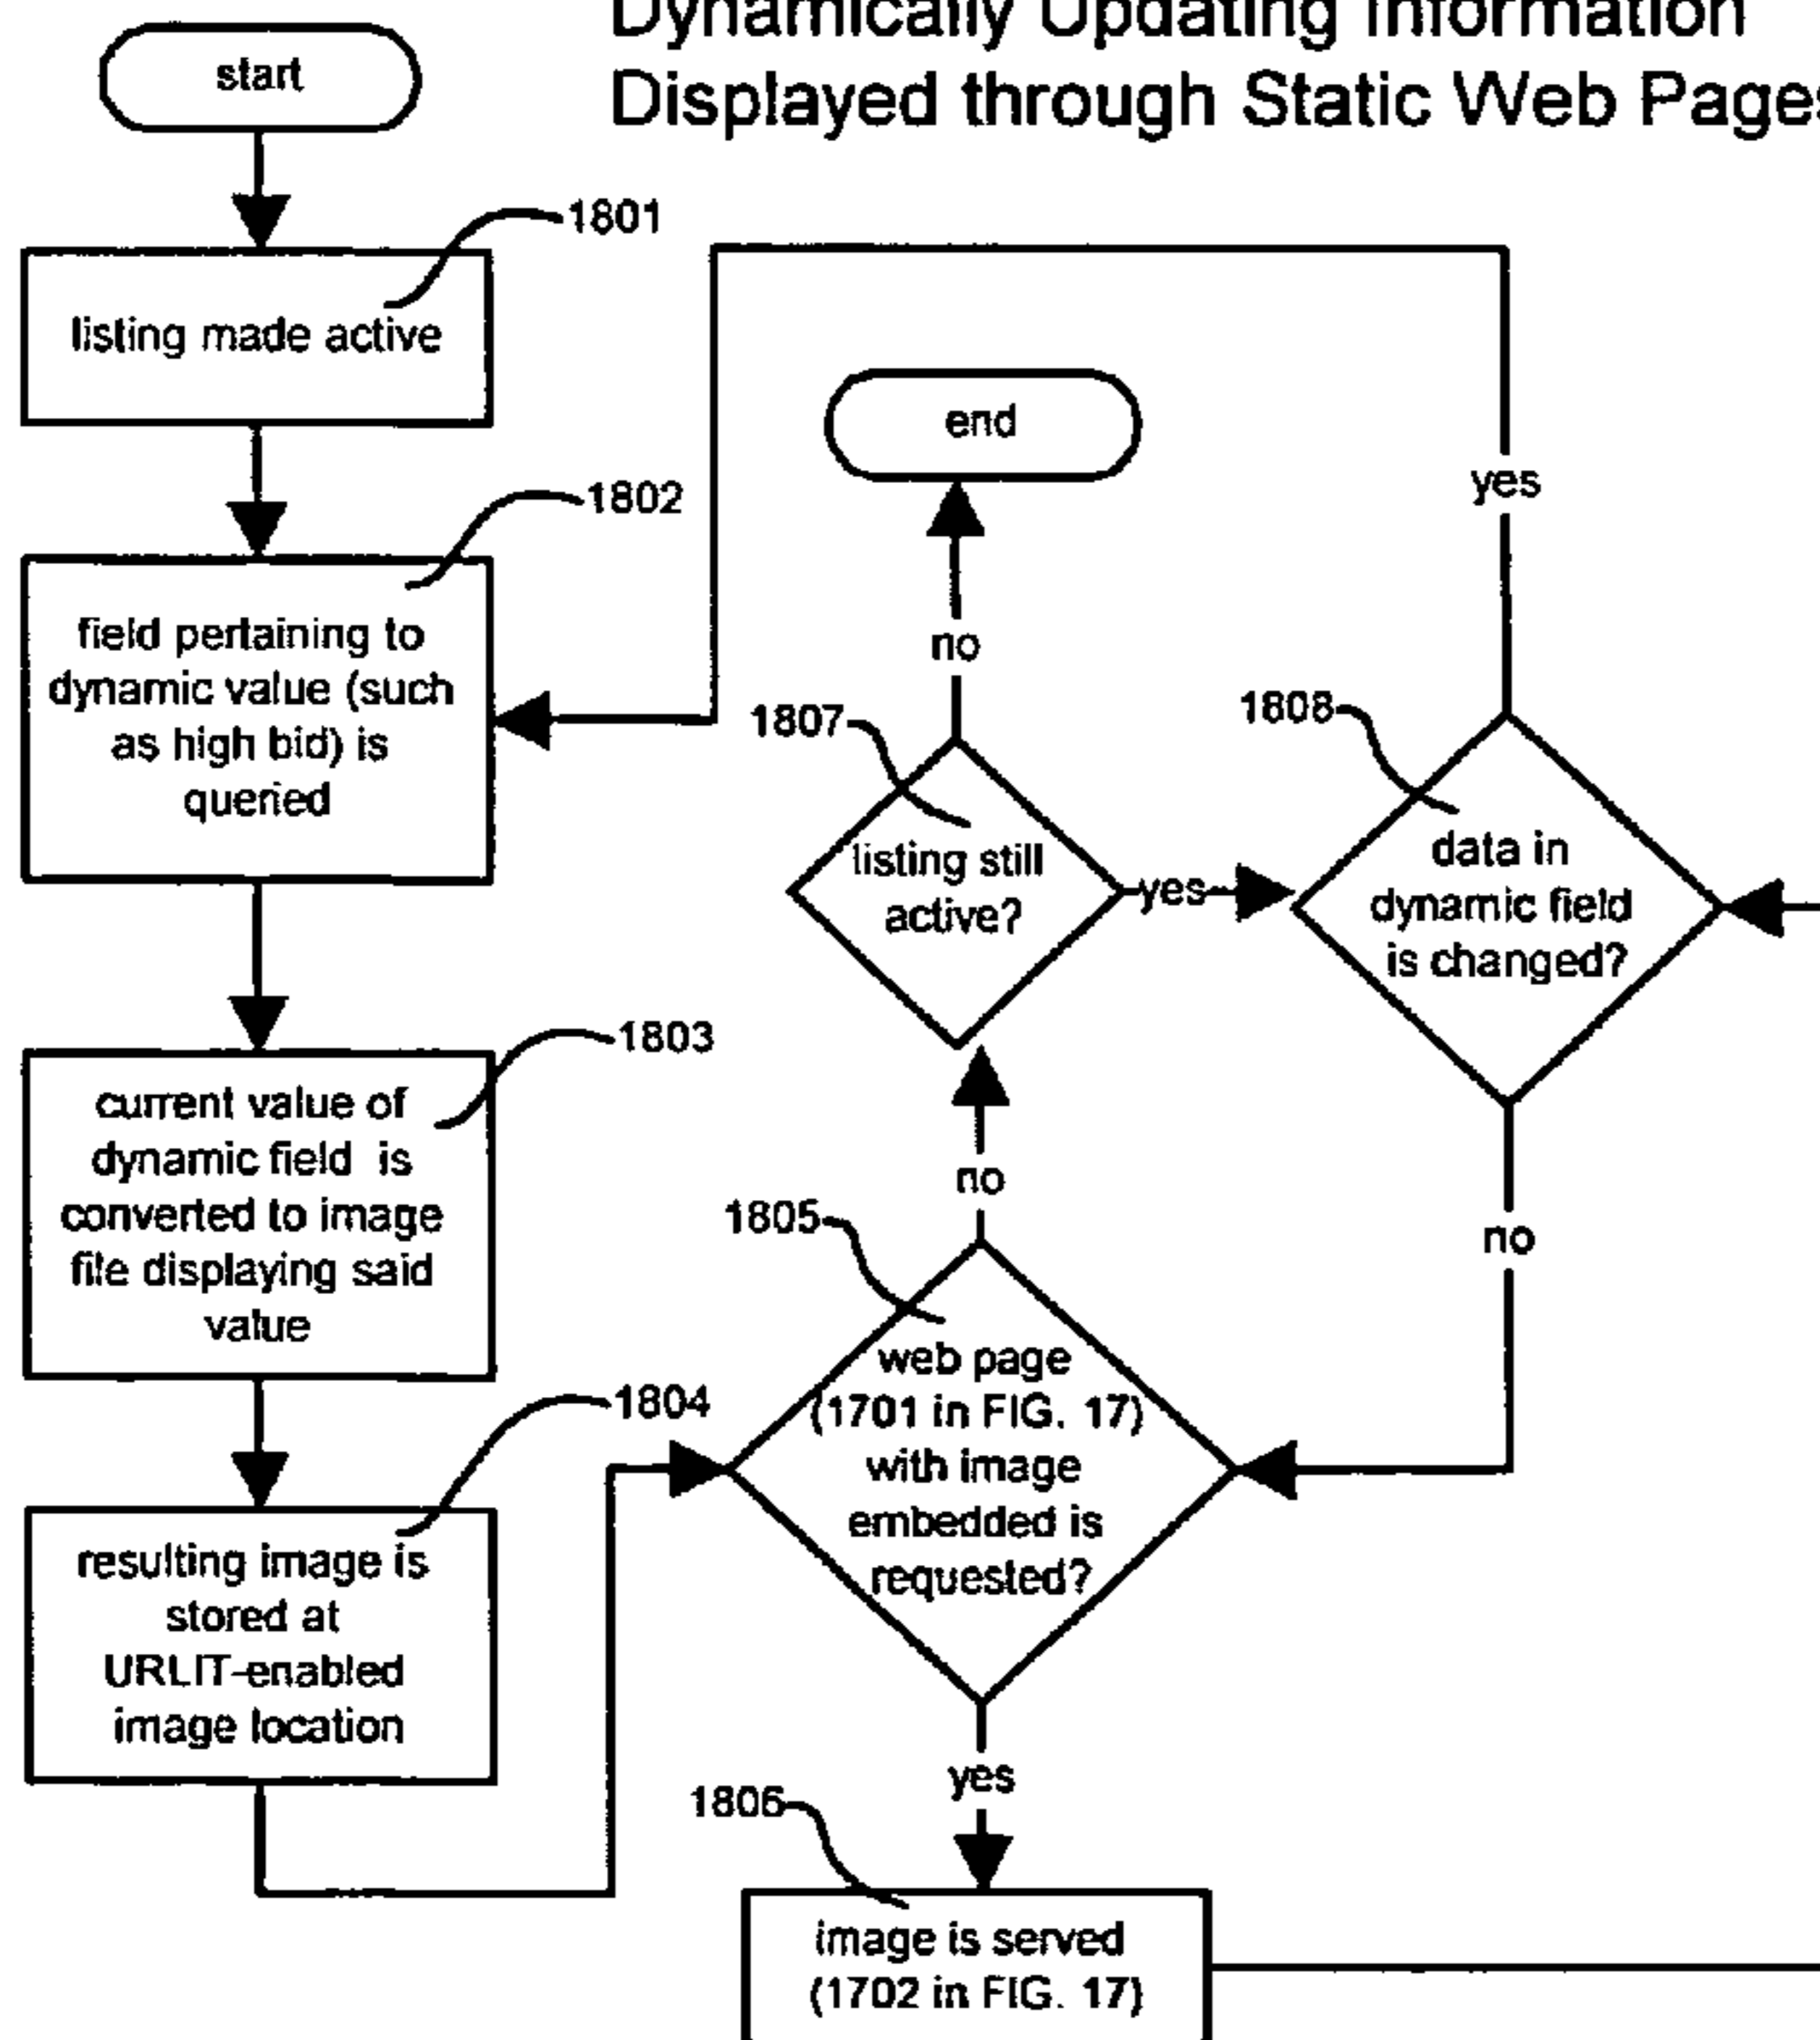 Dynamically Updating Information
Displayed through Static Web Pages
start
1801
listing made active
1802
field pertaining to
dynamic value (such
as high bid) is
queried
1803
current value of
dynamic field is
converted to image
file displaying said
value
1804
resulting image is
stored at
URLIT-enabled
image location
end
no
1807
listing still
active?
yes
1808
data in
dynamic field
is changed?
yes
no
no
1805
web page
(1701 in FIG. 17)
with image
embedded is
requested?
yes
1806
image is served
(1702 in FIG. 17)